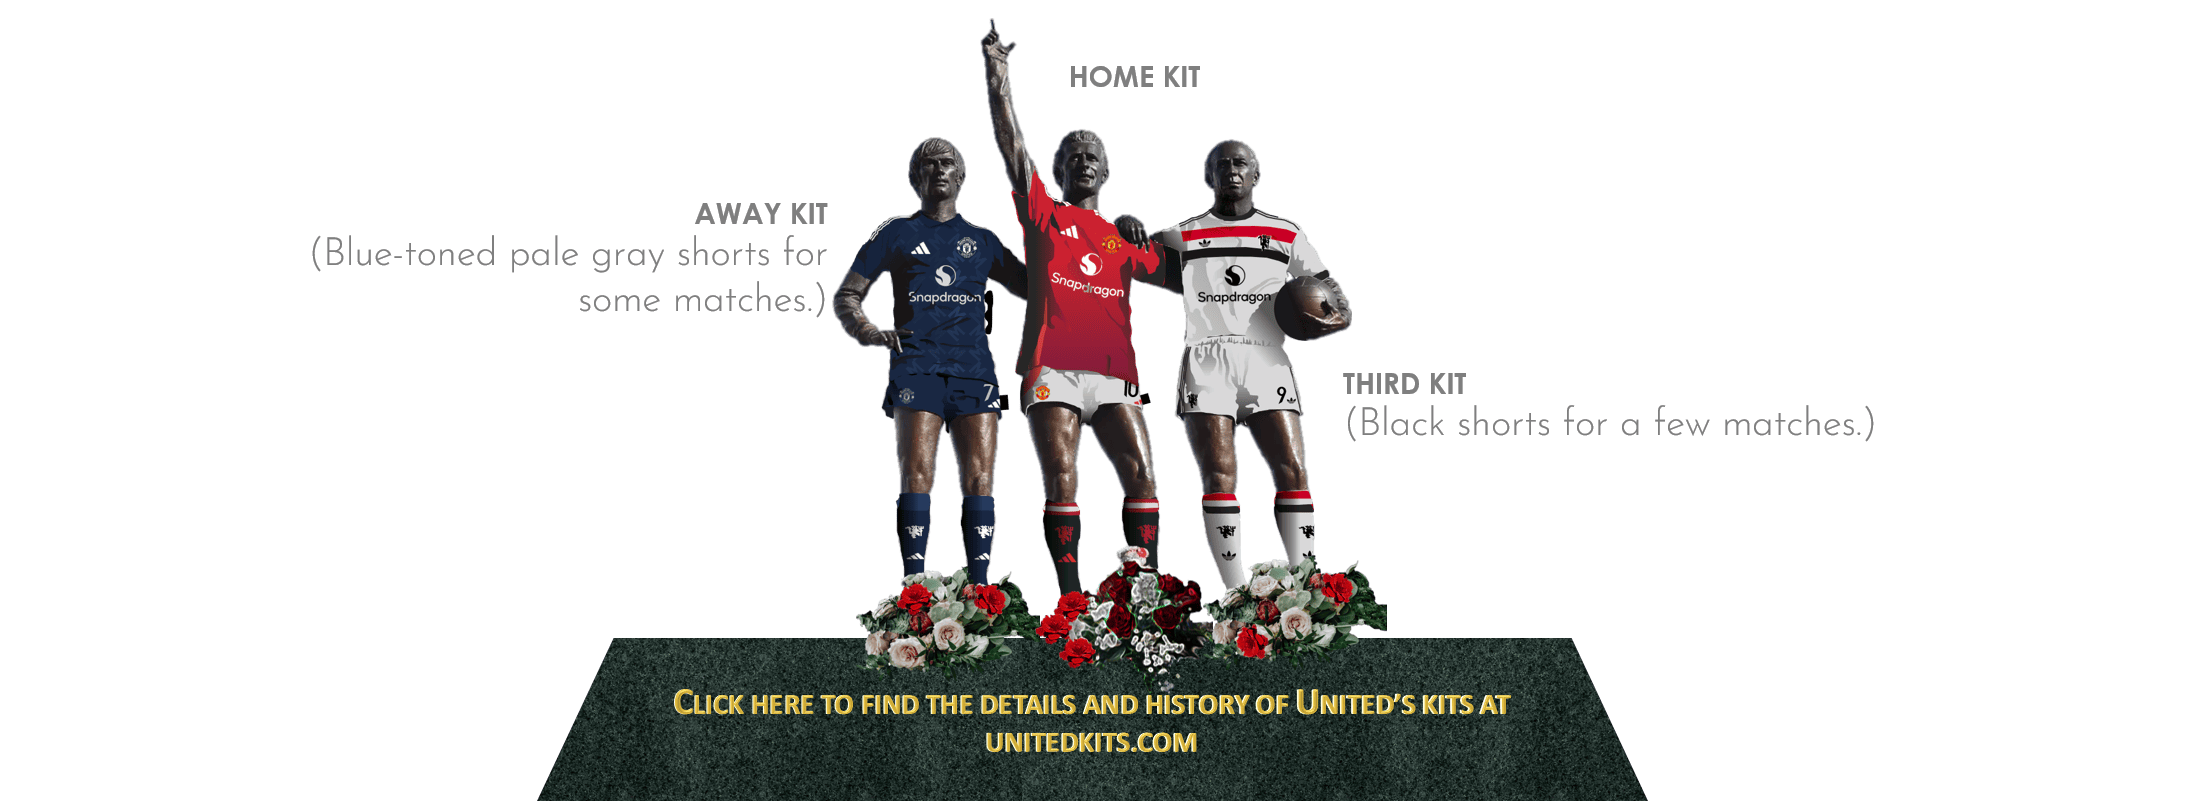 HOME KIT
AWAY KIT
(Blue-toned pale gray shorts for
some matches.)
Snapdragon
Snapdragon
Snapdragon
THIRD KIT
(Black shorts for a few matches.)
7
10
9
CLICK HERE TO FIND THE DETAILS AND HISTORY OF UNITED'S KITS AT
UNITEDKITS.COM